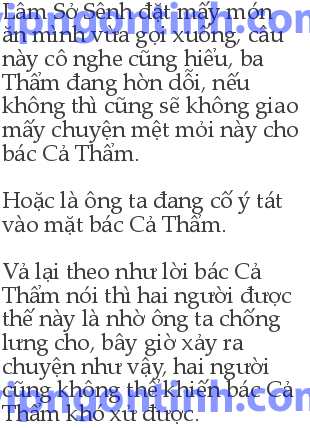 Lâm Sở Sênh đặt mấy món
ăn mình vừa gọi xuống, câu
này cô nghe cũng hiểu, ba
Thẩm đang hờn dỗi, nếu
không thì cũng sẽ không giao
mấy chuyện mệt mỏi này cho
bác Cả Thẩm.
Hoặc là ông ta đang cố ý tát
vào mặt bác Cả Thẩm.
Vả lại theo như lời bác Cả
Thẩm nói thì hai người được
thế này là nhờ ông ta chống
lưng cho, bây giờ xảy ra
chuyện như vậy, hai người
cũng không thể khiến bác Cả
Thẩm khó xử được.